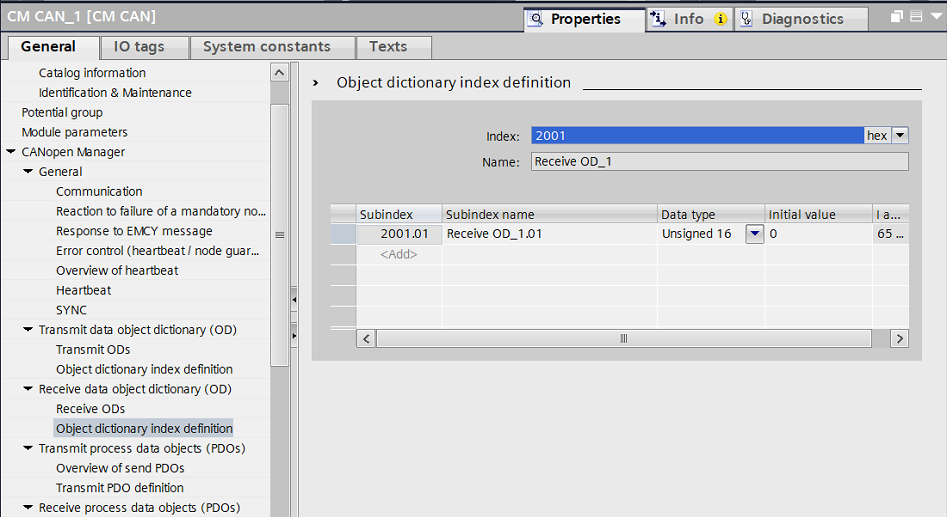 CM CAN_1 [CM CAN]
Properties
Info
Diagnostics
General
IO tags
System constants
Texts
Catalog information
Identification & Maintenance
Potential group
Module parameters
CANopen Manager
General
Communication
Reaction to failure of a mandatory no...
Response to EMCY message
Error control (heartbeat / node guar...
Overview of heartbeat
Heartbeat
SYNC
Transmit data object dictionary (OD)
Transmit ODs
Object dictionary index definition
Receive data object dictionary (OD)
Receive ODs
Object dictionary index definition
Transmit process data objects (PDOs)
Overview of send PDOs
Transmit PDO definition
Receive process data objects (PDOs)
Object dictionary index definition
Index: 2001 hex
Name: Receive OD_1
Subindex Subindex name Data type Initial value I a...
2001.01 Receive OD_1.01 Unsigned 16 0 65 ...
<Add>